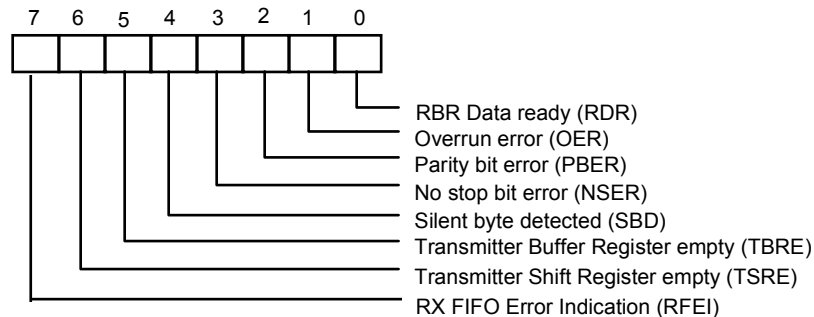 7 6 5 4 3 2 1 0
RBR Data ready (RDR)
Overrun error (OER)
Parity bit error (PBER)
No stop bit error (NSER)
Silent byte detected (SBD)
Transmitter Buffer Register empty (TBRE)
Transmitter Shift Register empty (TSRE)
RX FIFO Error Indication (RFEI)